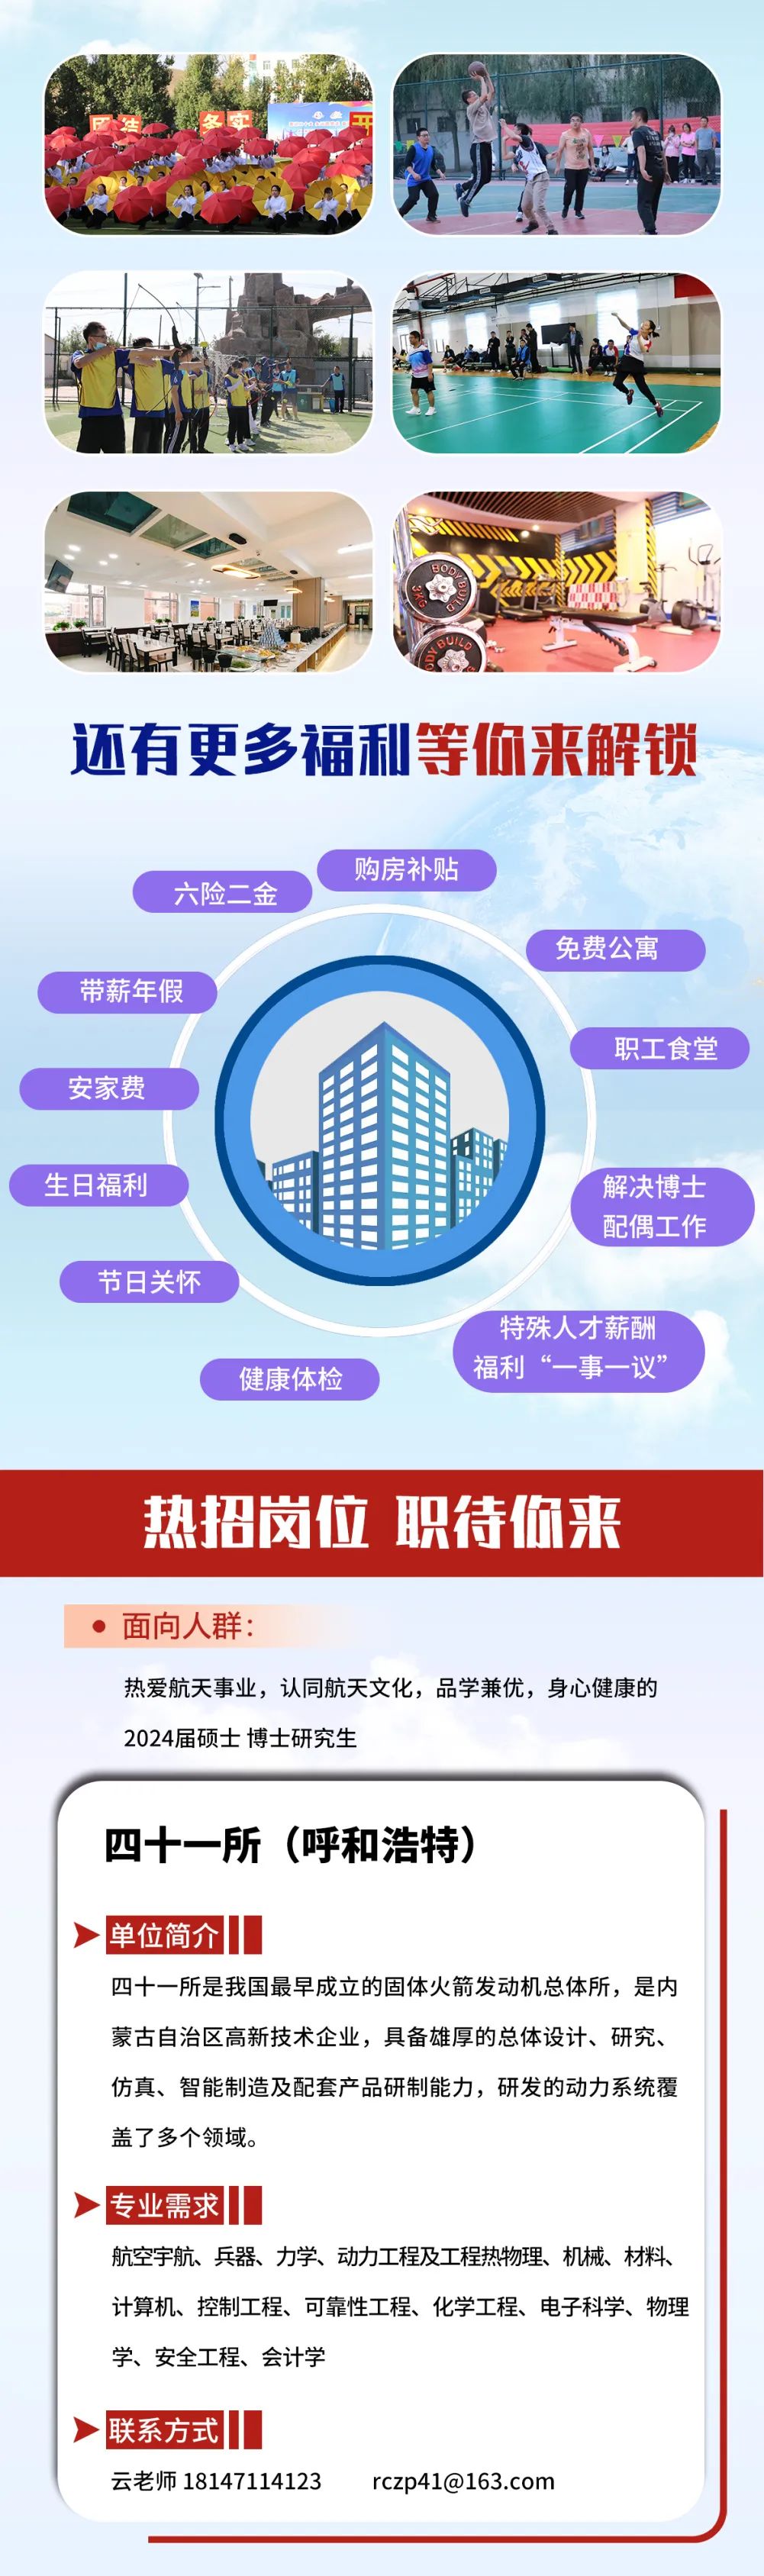 团结
务实
开
3KG
BODYBUILD
BODY BUILD
还有更多福利等你来解锁
购房补贴
六险二金
免费公寓
带薪年假
职工食堂
安家费
生日福利
解决博士
配偶工作
节日关怀
特殊人才薪酬
福利“一事一议”
健康体检
热招岗位 职待你来
面向人群：
热爱航天事业，认同航天文化，品学兼优，身心健康的
2024届硕士 博士研究生
四十一所（呼和浩特）
单位简介
四十一所是我国最早成立的固体火箭发动机总体所，是内
蒙古自治区高新技术企业，具备雄厚的总体设计、研究、
仿真、智能制造及配套产品研制能力，研发的动力系统覆
盖了多个领域。
专业需求
航空宇航、兵器、力学、动力工程及工程热物理、机械、材料、
计算机、控制工程、可靠性工程、化学工程、电子科学、物理
学、安全工程、会计学
联系方式
云老师 18147114123 rczp41@163.com